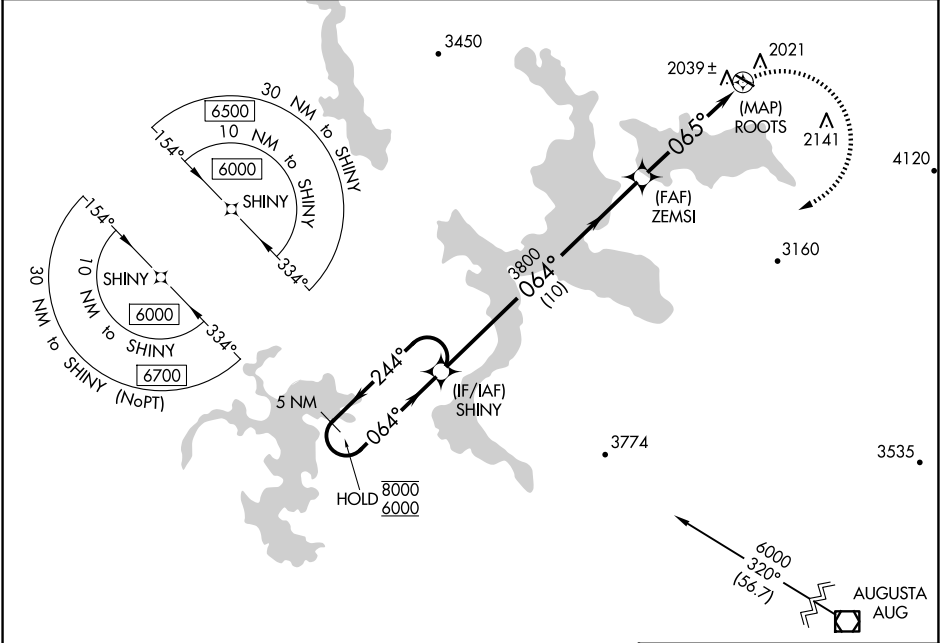 3450
2021
2039 ±
(MAP)
ROOTS
2141
4120
30 NM to SHINY
6500
10 NM to SHINY
6000
154°
SHINY
334°
065°
(FAF)
ZEMSI
3160
154°
SHINY
334°
10 NM to SHINY
6000
30 NM to SHINY (NoPT)
6700
3800
064°
(10)
244°
5 NM
064°
(IF/IAF)
SHINY
HOLD 8000
6000
3774
3535
6000
320°
(56.7)
AUGUSTA
AUG